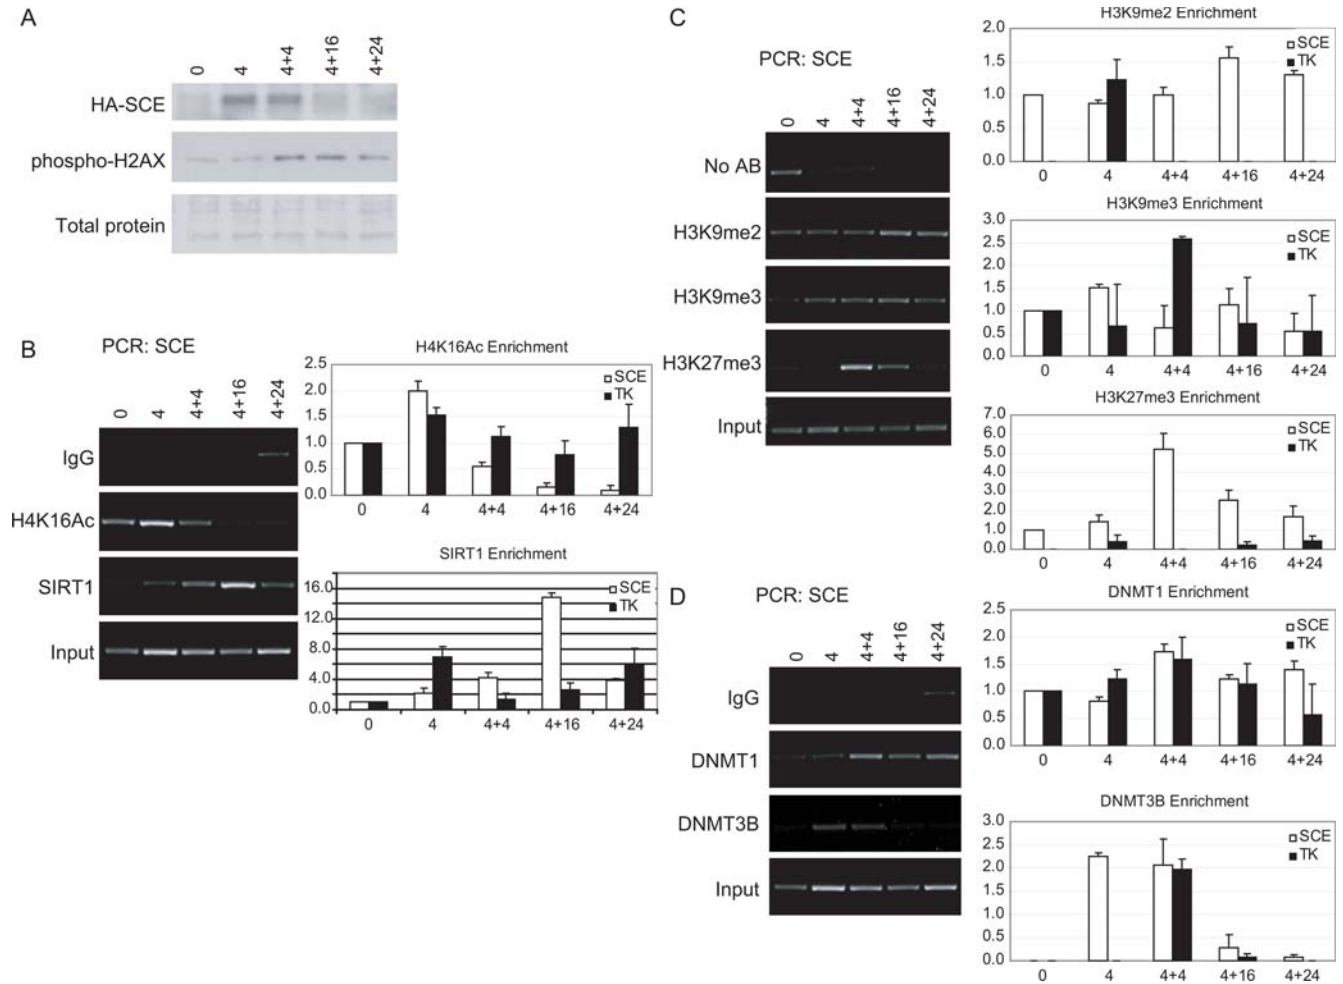 A
0 4 4+4 4+16 4+24
HA-SCE
phospho-H2AX
Total protein
B
PCR: SCE
0 4 4+4 4+16 4+24
IgG
H4K16Ac
SIRT1
Input
H4K16Ac Enrichment
2.5
2.0
1.5
1.0
0.5
0.0
SCE
TK
0 4 4+4 4+16 4+24
SIRT1 Enrichment
16.0
12.0
8.0
4.0
0.0
SCE
TK
0 4 4+4 4+16 4+24
C
PCR: SCE
0 4 4+4 4+16 4+24
No AB
H3K9me2
H3K9me3
H3K27me3
Input
H3K9me2 Enrichment
2.0
1.5
1.0
0.5
0.0
SCE
TK
0 4 4+4 4+16 4+24
H3K9me3 Enrichment
3.0
2.5
2.0
1.5
1.0
0.5
0.0
SCE
TK
0 4 4+4 4+16 4+24
H3K27me3 Enrichment
7.0
6.0
5.0
4.0
3.0
2.0
1.0
0.0
SCE
TK
0 4 4+4 4+16 4+24
D
PCR: SCE
0 4 4+4 4+16 4+24
IgG
DNMT1
DNMT3B
Input
DNMT1 Enrichment
2.5
2.0
1.5
1.0
0.5
0.0
SCE
TK
0 4 4+4 4+16 4+24
DNMT3B Enrichment
3.0
2.5
2.0
1.5
1.0
0.5
0.0
SCE
TK
0 4 4+4 4+16 4+24